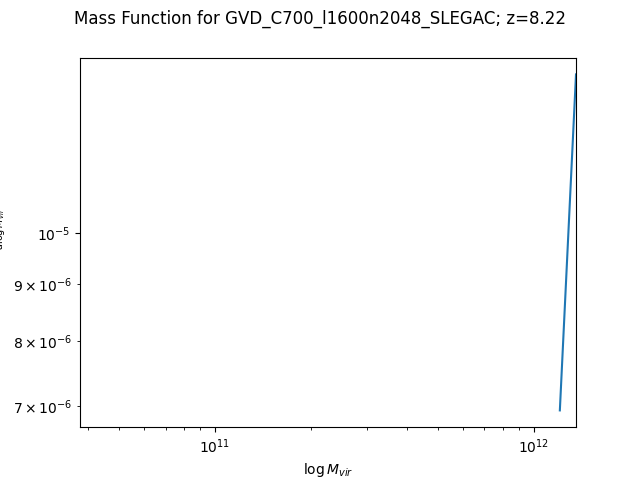 Mass Function for GVD_C700_l1600n2048_SLEGAC; z=8.22
10⁻⁵
9 × 10⁻⁶
8 × 10⁻⁶
7 × 10⁻⁶
10¹¹
10¹²
log M_vir